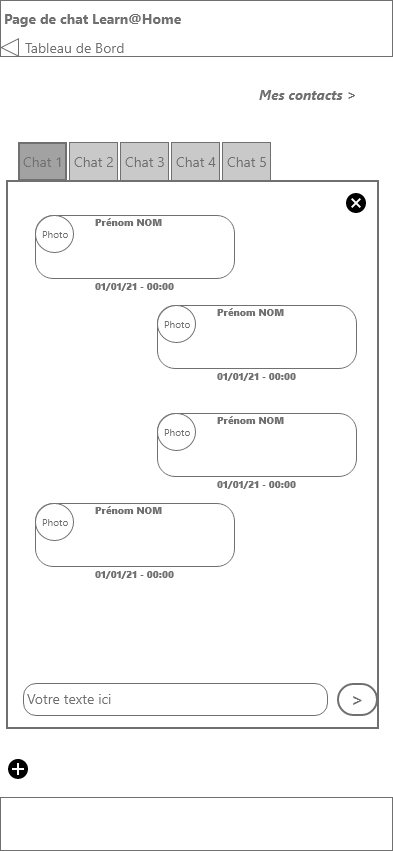 Page de chat Learn@Home
Tableau de Bord
Mes contacts >
Chat 1 Chat 2 Chat 3 Chat 4 Chat 5
Prénom NOM
Photo
01/01/21 - 00:00
Prénom NOM
Photo
01/01/21 - 00:00
Prénom NOM
Photo
01/01/21 - 00:00
Prénom NOM
Photo
01/01/21 - 00:00
Votre texte ici >